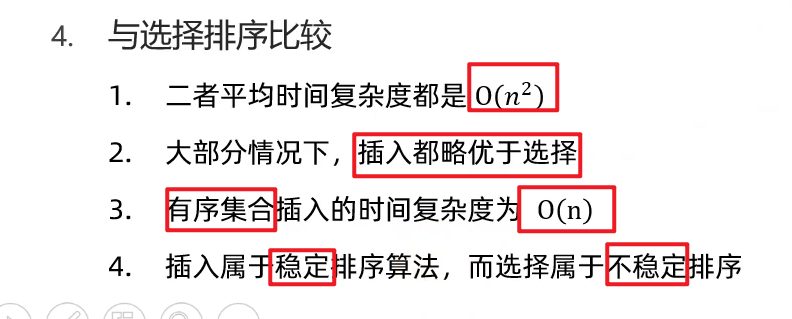 4. 与选择排序比较
1. 二者平均时间复杂度都是O(n²)
2. 大部分情况下，插入都略优于选择
3. 有序集合插入的时间复杂度为 O(n)
4. 插入属于稳定排序算法，而选择属于不稳定排序